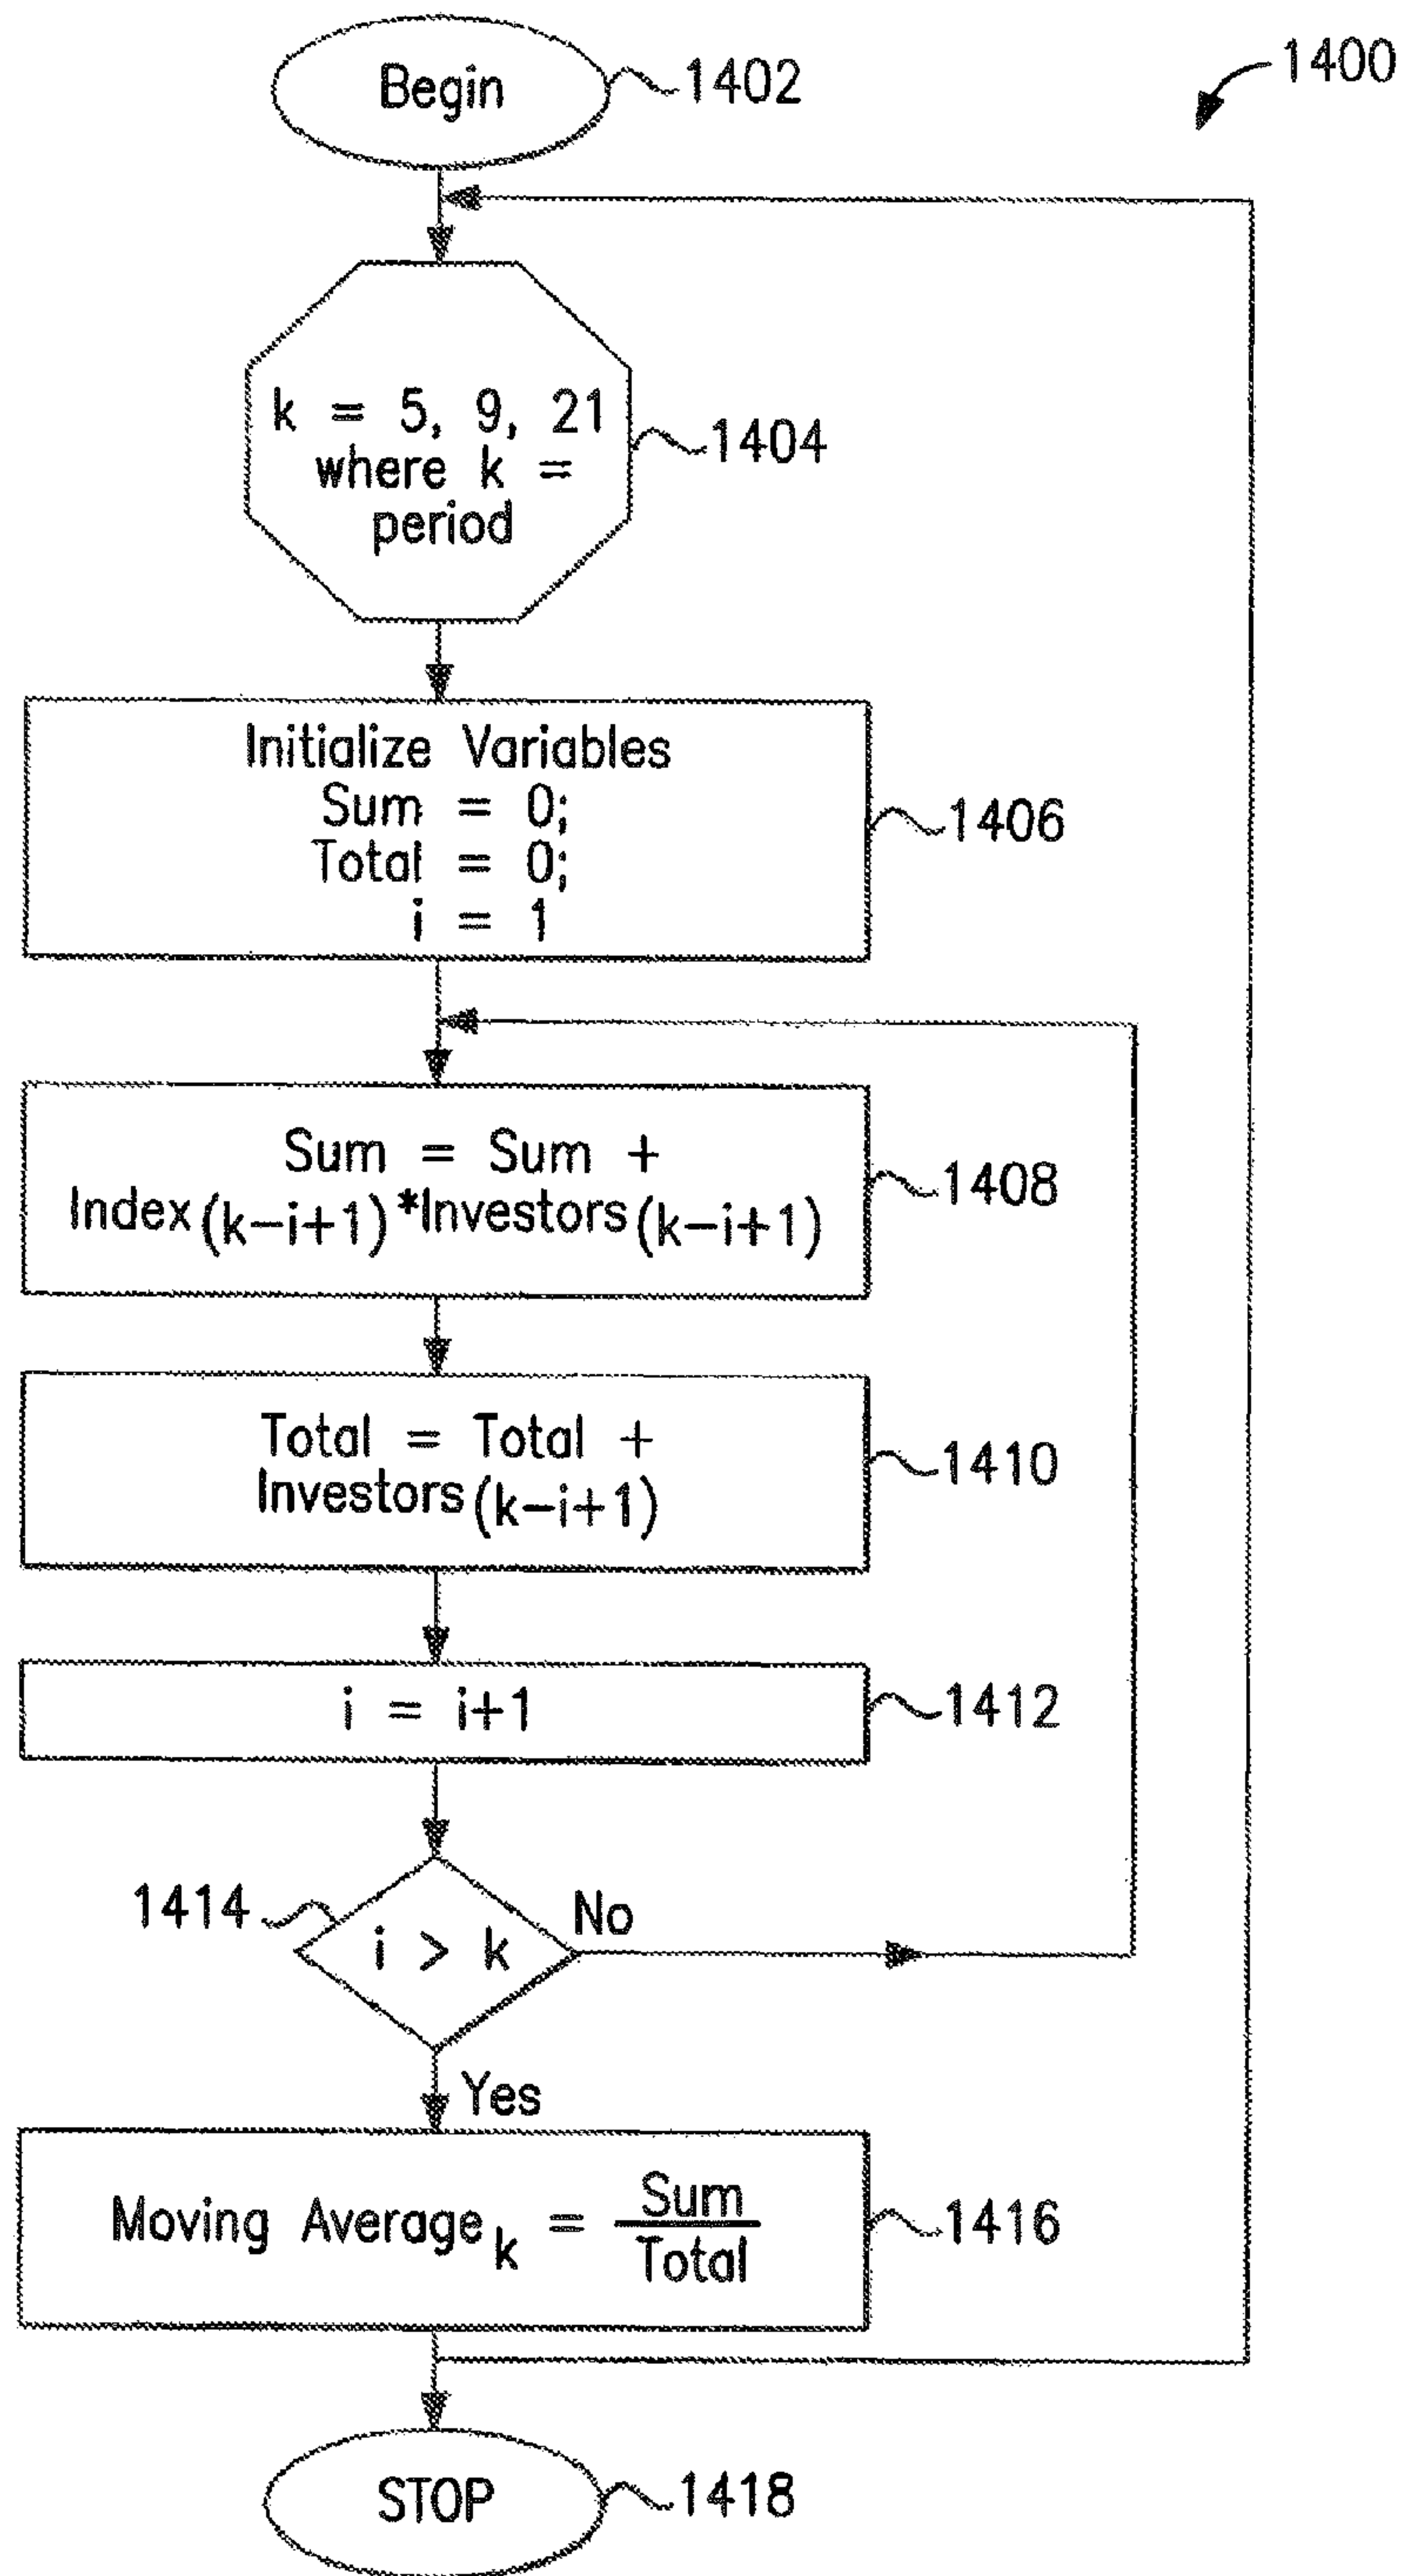 1400
Begin
1402
k = 5, 9, 21
where k =
period
1404
Initialize Variables
Sum = 0;
Total = 0;
i = 1
1406
Sum = Sum +
Index(k-i+1)*Investors(k-i+1)
1408
Total = Total +
Investors(k-i+1)
1410
i = i+1
1412
1414
i > k
No
Yes
Moving Average k = Sum
Total
1416
STOP
1418